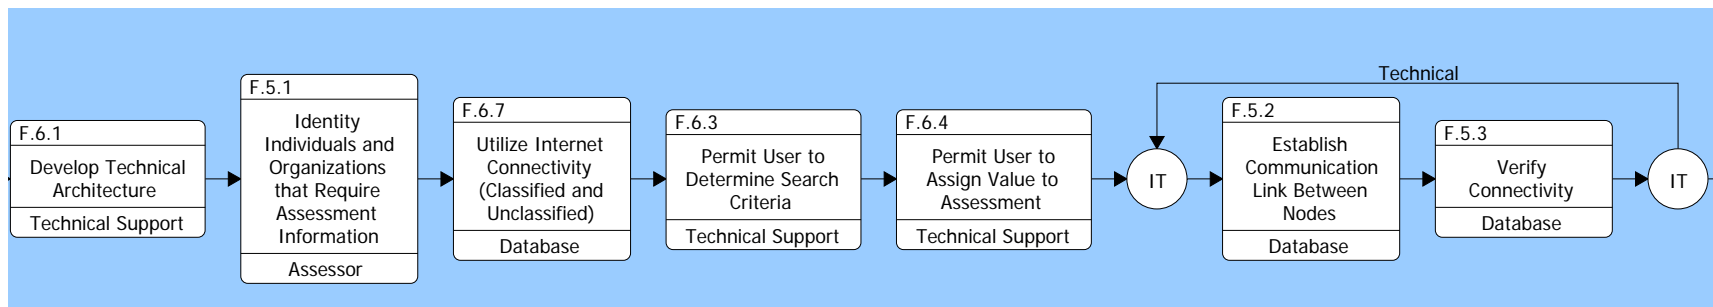 F.6.1
Develop Technical
Architecture
Technical Support
F.5.1
Identity
Individuals and
Organizations
that Require
Assessment
Information
Assessor
F.6.7
Utilize Internet
Connectivity
(Classified and
Unclassified)
Database
F.6.3
Permit User to
Determine Search
Criteria
Technical Support
F.6.4
Permit User to
Assign Value to
Assessment
Technical Support
IT
Technical
F.5.2
Establish
Communication
Link Between
Nodes
Database
F.5.3
Verify
Connectivity
Database
IT